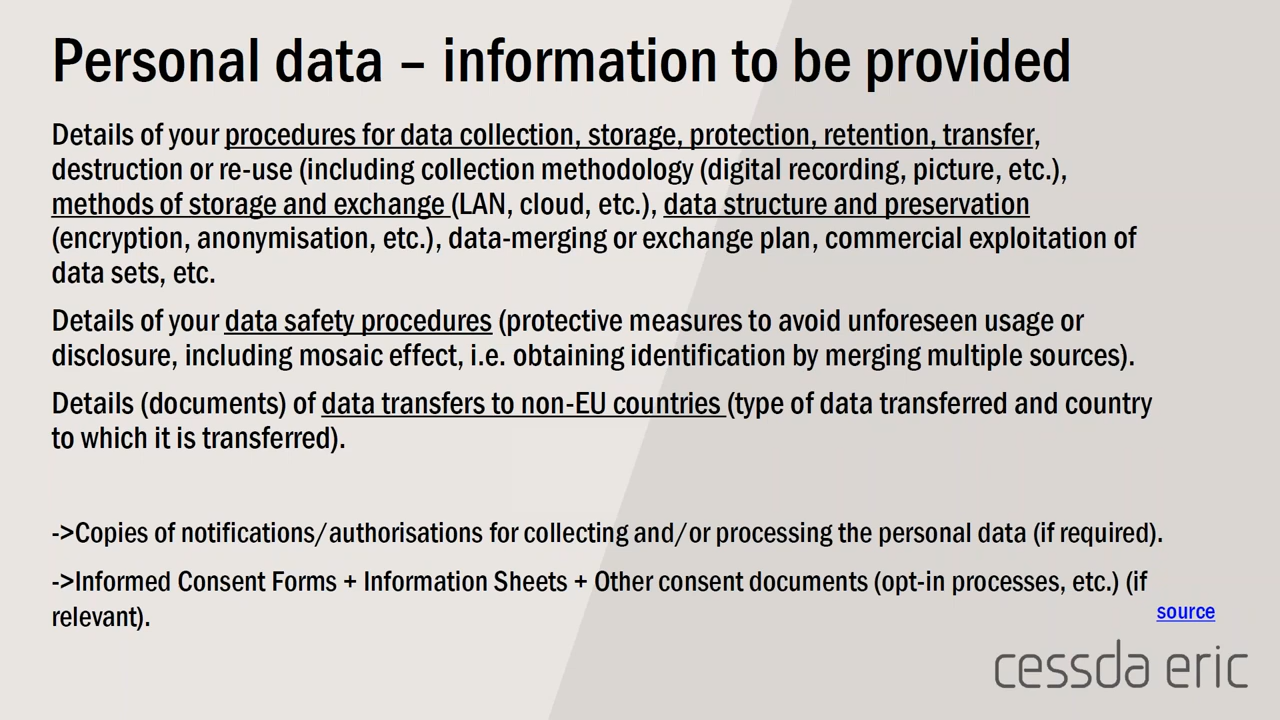 Personal data – information to be provided
Details of your procedures for data collection, storage, protection, retention, transfer,
destruction or re-use (including collection methodology (digital recording, picture, etc.),
methods of storage and exchange (LAN, cloud, etc.), data structure and preservation
(encryption, anonymisation, etc.), data-merging or exchange plan, commercial exploitation of
data sets, etc.
Details of your data safety procedures (protective measures to avoid unforeseen usage or
disclosure, including mosaic effect, i.e. obtaining identification by merging multiple sources).
Details (documents) of data transfers to non-EU countries (type of data transferred and country
to which it is transferred).
->Copies of notifications/authorisations for collecting and/or processing the personal data (if required).
->Informed Consent Forms + Information Sheets + Other consent documents (opt-in processes, etc.) (if
relevant).
source
cessda eric